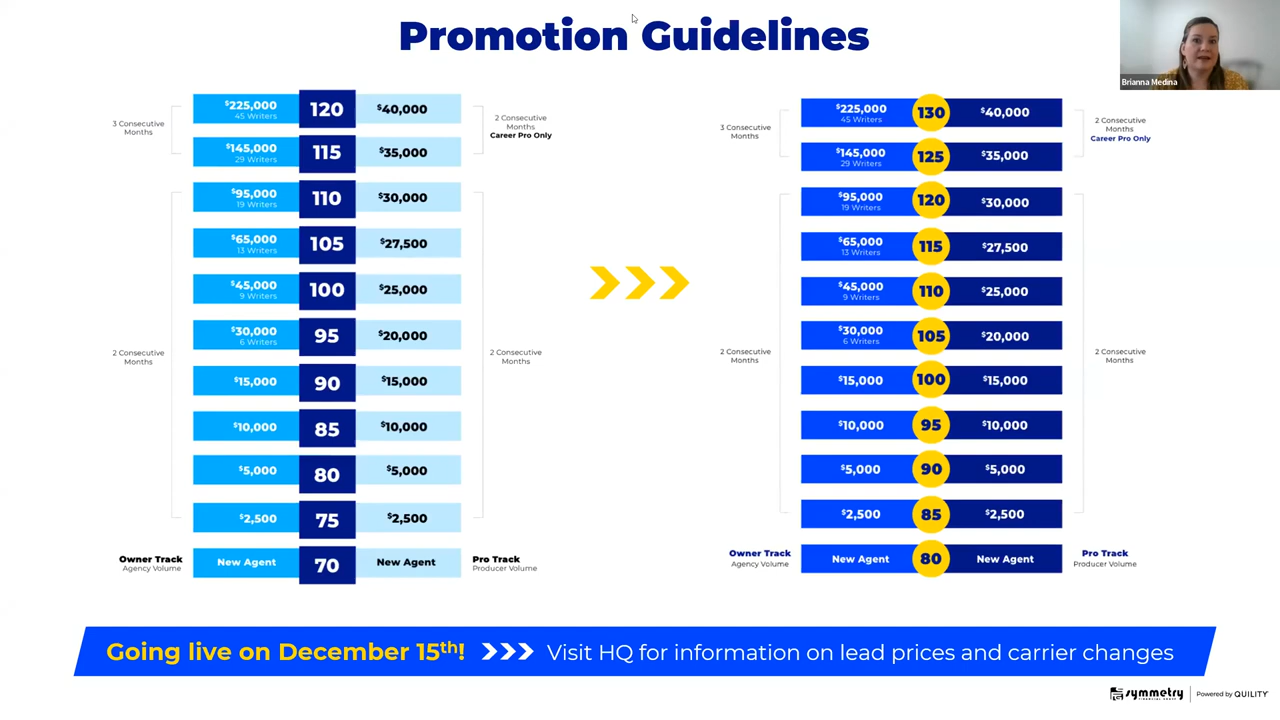 Promotion Guidelines
Brianna Medina
3 Consecutive
Months
$225,000
45 Writers
120
$40,000
2 Consecutive
Months
Career Pro Only
$145,000
29 Writers
115
$35,000
$95,000
19 Writers
110
$30,000
$65,000
13 Writers
105
$27,500
$45,000
9 Writers
100
$25,000
2 Consecutive
Months
$30,000
6 Writers
95
$20,000
2 Consecutive
Months
$15,000
90
$15,000
$10,000
85
$10,000
$5,000
80
$5,000
$2,500
75
$2,500
Owner Track
Agency Volume
New Agent
70
New Agent
Pro Track
Producer Volume
3 Consecutive
Months
$225,000
45 Writers
130
$40,000
2 Consecutive
Months
Career Pro Only
$145,000
29 Writers
125
$35,000
$95,000
19 Writers
120
$30,000
$65,000
13 Writers
115
$27,500
$45,000
9 Writers
110
$25,000
$30,000
6 Writers
105
$20,000
2 Consecutive
Months
2 Consecutive
Months
$15,000
100
$15,000
$10,000
95
$10,000
$5,000
90
$5,000
$2,500
85
$2,500
Owner Track
Agency Volume
New Agent
80
New Agent
Pro Track
Producer Volume
Going live on December 15th! Visit HQ for information on lead prices and carrier changes
symmetry
FINANCIAL GROUP
Powered by QUILITY